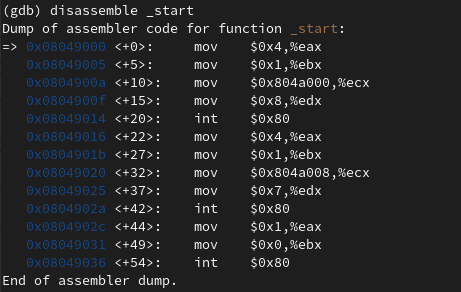 (gdb) disassemble _start
Dump of assembler code for function _start:
=> 0x08049000 <+0>:     mov    $0x4,%eax
   0x08049005 <+5>:     mov    $0x1,%ebx
   0x0804900a <+10>:    mov    $0x804a000,%ecx
   0x0804900f <+15>:    mov    $0x8,%edx
   0x08049014 <+20>:    int    $0x80
   0x08049016 <+22>:    mov    $0x4,%eax
   0x0804901b <+27>:    mov    $0x1,%ebx
   0x08049020 <+32>:    mov    $0x804a008,%ecx
   0x08049025 <+37>:    mov    $0x7,%edx
   0x0804902a <+42>:    int    $0x80
   0x0804902c <+44>:    mov    $0x1,%eax
   0x08049031 <+49>:    mov    $0x0,%ebx
   0x08049036 <+54>:    int    $0x80
End of assembler dump.